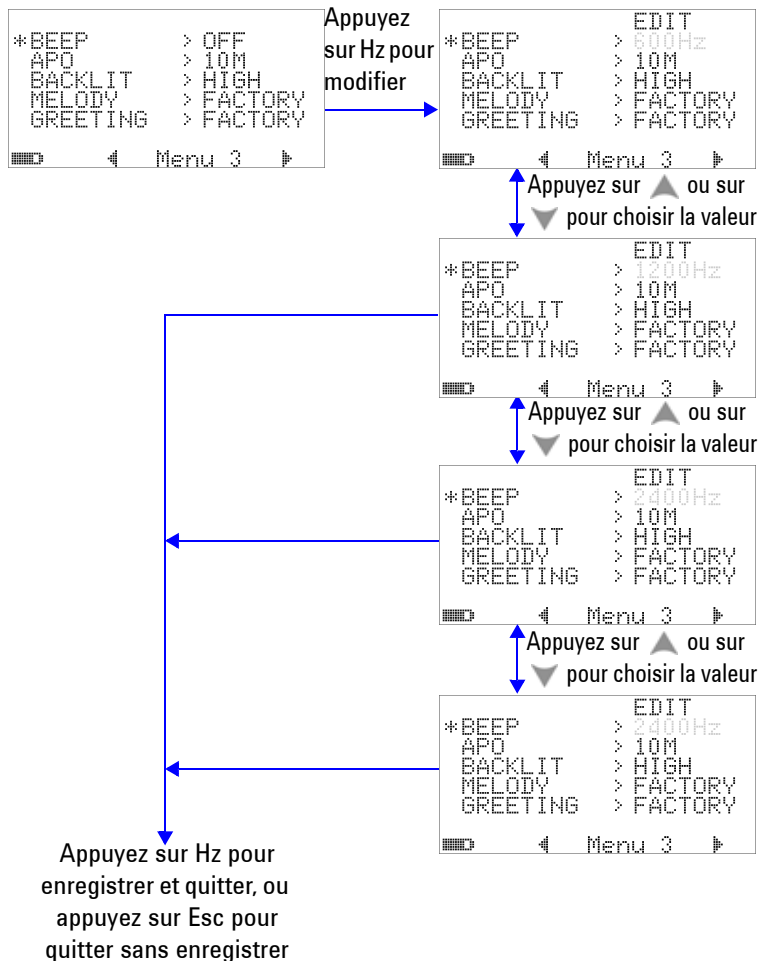 *BEEP > OFF
APO > 10M
BACKLIT > HIGH
MELODY > FACTORY
GREETING > FACTORY
Menu 3
Appuyez
sur Hz pour
modifier
EDIT
*BEEP > 600Hz
APO > 10M
BACKLIT > HIGH
MELODY > FACTORY
GREETING > FACTORY
Menu 3
Appuyez sur ou sur
pour choisir la valeur
EDIT
*BEEP > 1200Hz
APO > 10M
BACKLIT > HIGH
MELODY > FACTORY
GREETING > FACTORY
Menu 3
Appuyez sur ou sur
pour choisir la valeur
EDIT
*BEEP > 2400Hz
APO > 10M
BACKLIT > HIGH
MELODY > FACTORY
GREETING > FACTORY
Menu 3
Appuyez sur ou sur
pour choisir la valeur
EDIT
*BEEP > 2400Hz
APO > 10M
BACKLIT > HIGH
MELODY > FACTORY
GREETING > FACTORY
Menu 3
Appuyez sur Hz pour
enregistrer et quitter, ou
appuyez sur Esc pour
quitter sans enregistrer